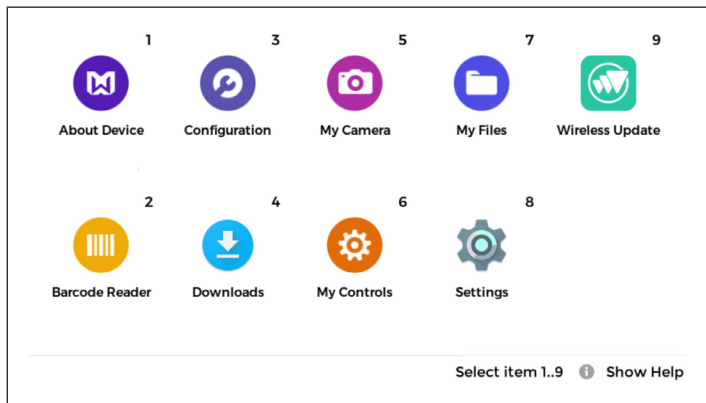 1 3 5 7 9
About Device Configuration My Camera My Files Wireless Update
2 4 6 8
Barcode Reader Downloads My Controls Settings
Select item 1..9 Show Help